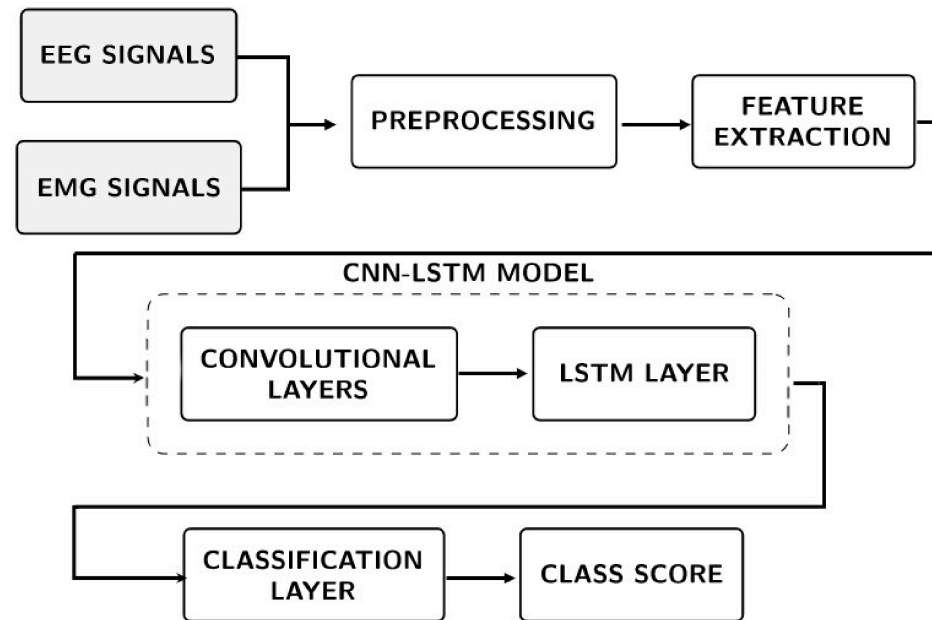 EEG SIGNALS
EMG SIGNALS
PREPROCESSING
FEATURE
EXTRACTION
CNN-LSTM MODEL
CONVOLUTIONAL
LAYERS
LSTM LAYER
CLASSIFICATION
LAYER
CLASS SCORE